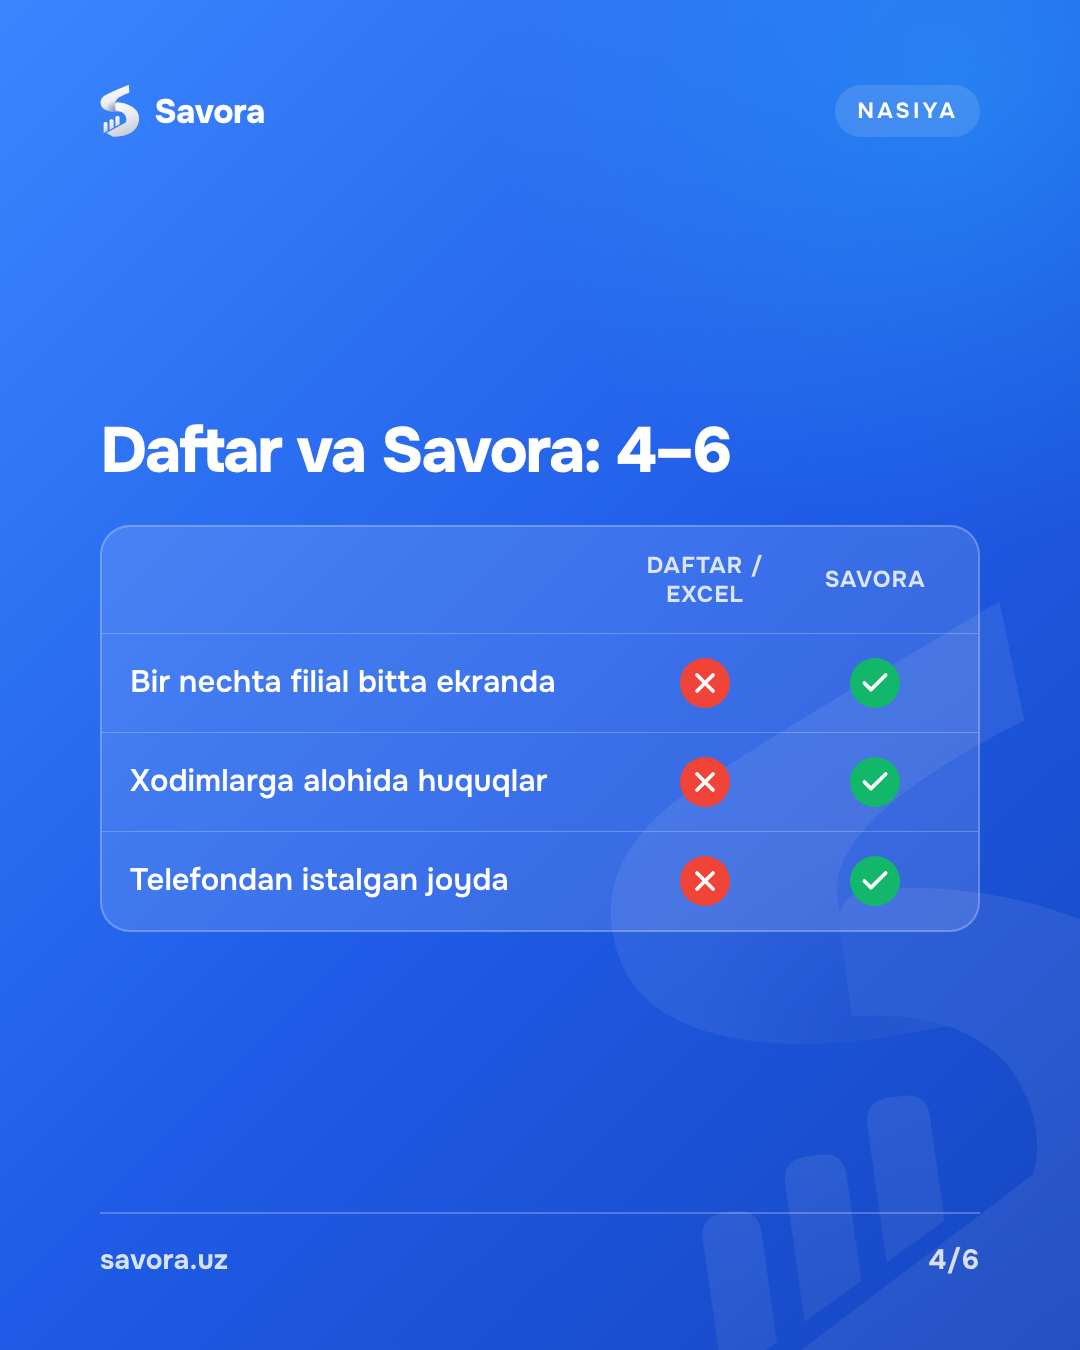 Savora
NASIYA
Daftar va Savora: 4–6
DAFTAR /
EXCEL
SAVORA
Bir nechta filial bitta ekranda
Xodimlarga alohida huquqlar
Telefondan istalgan joyda
savora.uz
4/6